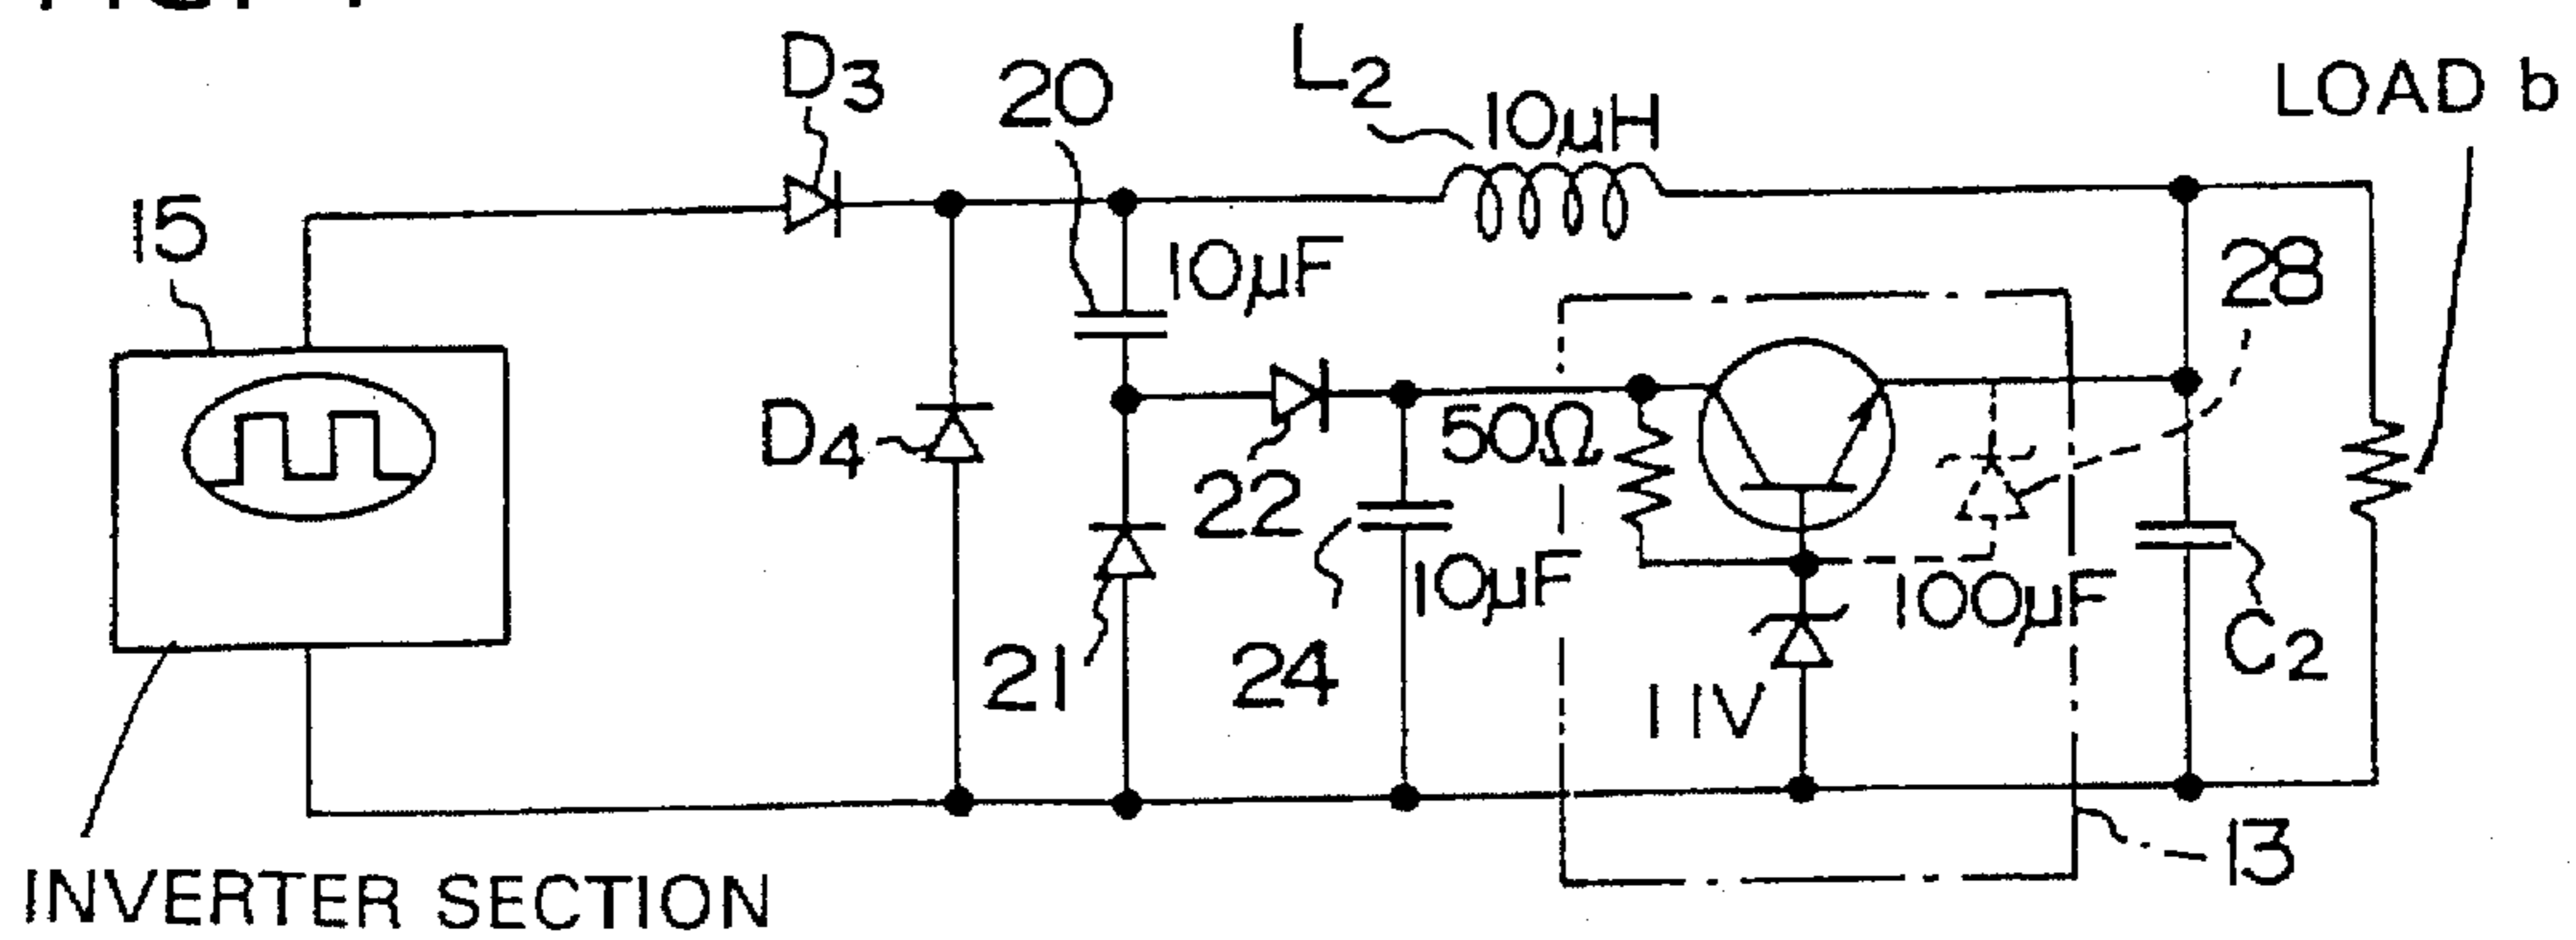 D3
20
L2
10μH
LOAD b
15
10μF
28
D4
50Ω
22
21
24
10μF
100μF
11V
C2
13
INVERTER SECTION